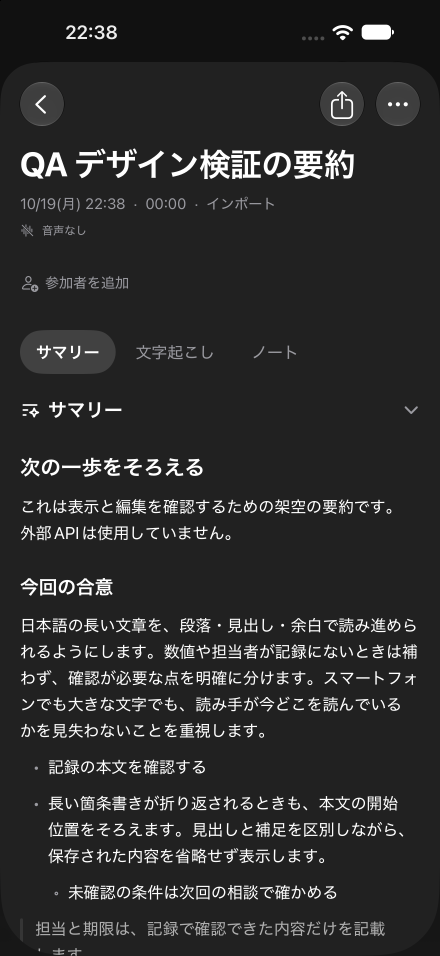 22:38
QA デザイン検証の要約
10/19(月) 22:38 · 00:00 · インポート
音声なし
参加者を追加
サマリー 文字起こし ノート
サマリー
次の一歩をそろえる
これは表示と編集を確認するための架空の要約です。
外部APIは使用していません。
今回の合意
日本語の長い文章を、段落・見出し・余白で読み進めら
れるようにします。数値や担当者が記録にないときは補
わず、確認が必要な点を明確に分けます。スマートフォ
ンでも大きな文字でも、読み手が今どこを読んでいる
かを見失わないことを重視します。
• 記録の本文を確認する
• 長い箇条書きが折り返されるときも、本文の開始
位置をそろえます。見出しと補足を区別しながら、
保存された内容を省略せず表示します。
◦ 未確認の条件は次回の相談で確かめる
担当と期限は、記録で確認できた内容だけを記載
します